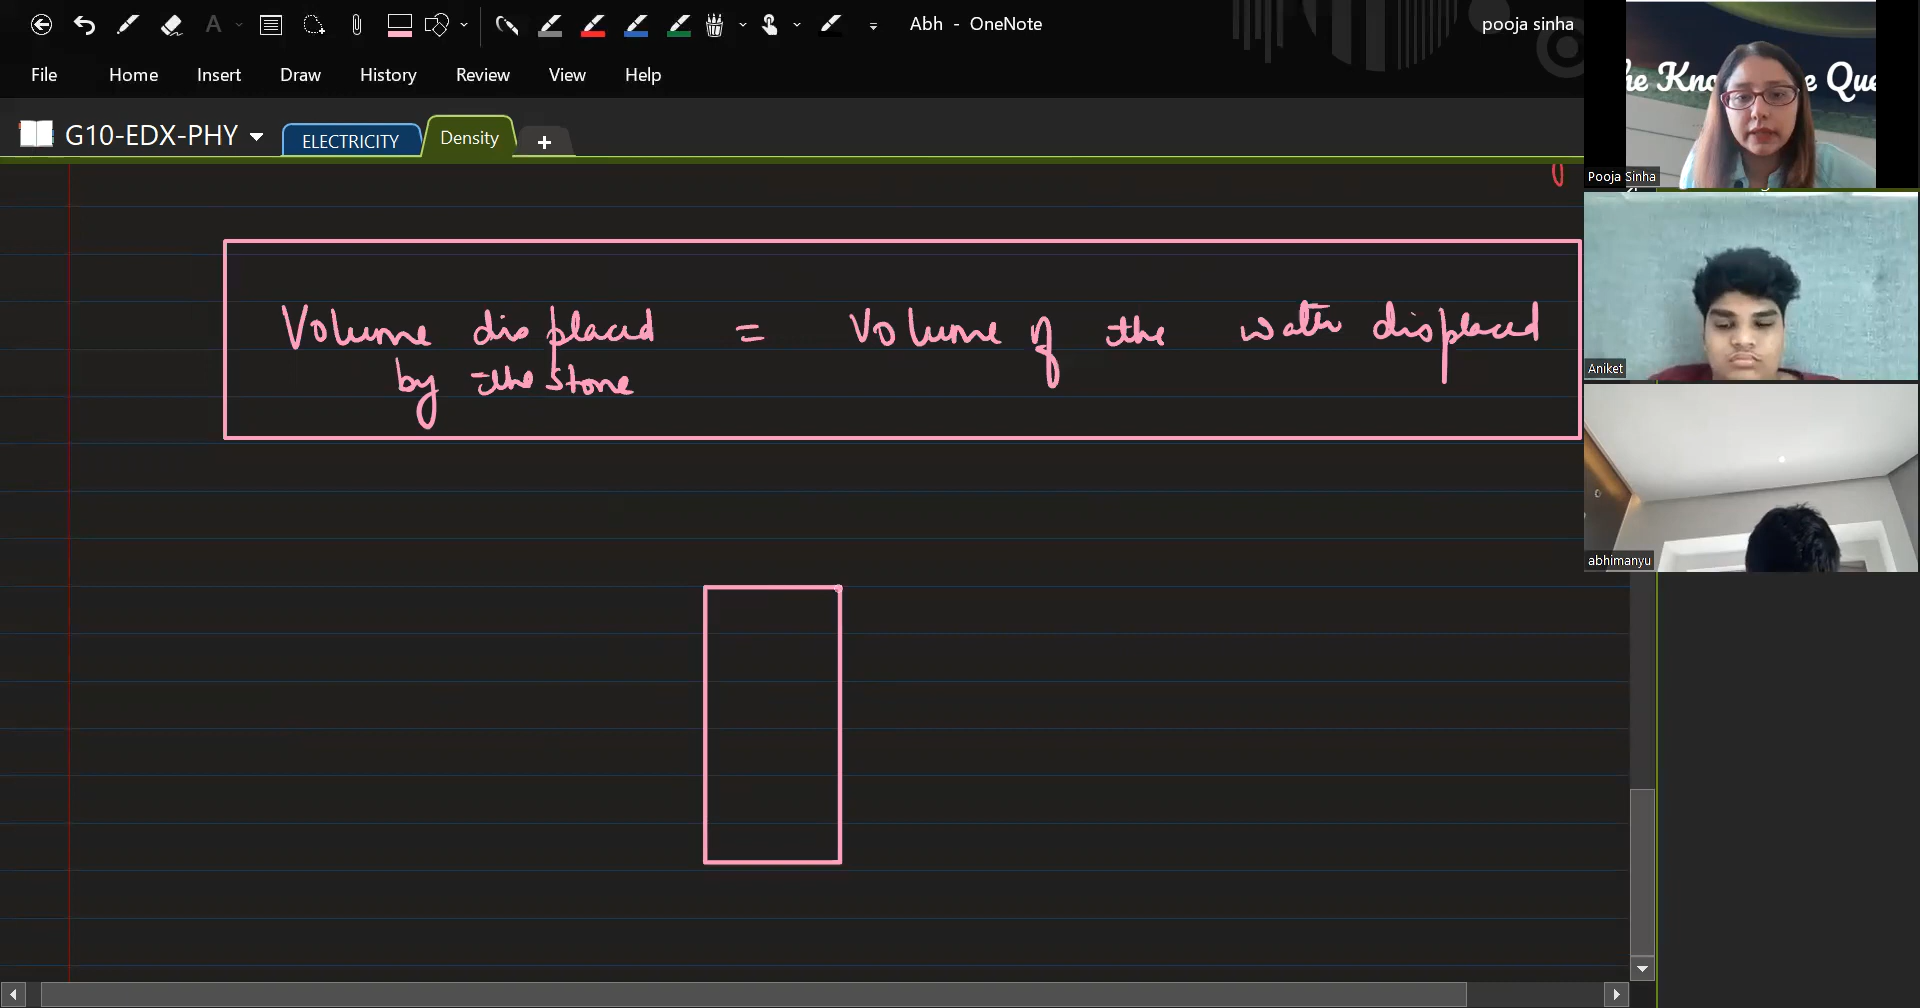 Abh - OneNote
pooja sinha
File Home Insert Draw History Review View Help
G10-EDX-PHY
ELECTRICITY
Density
Volume displaced = Volume of the water displaced
by the stone
Pooja Sinha
Aniket
abhimanyu